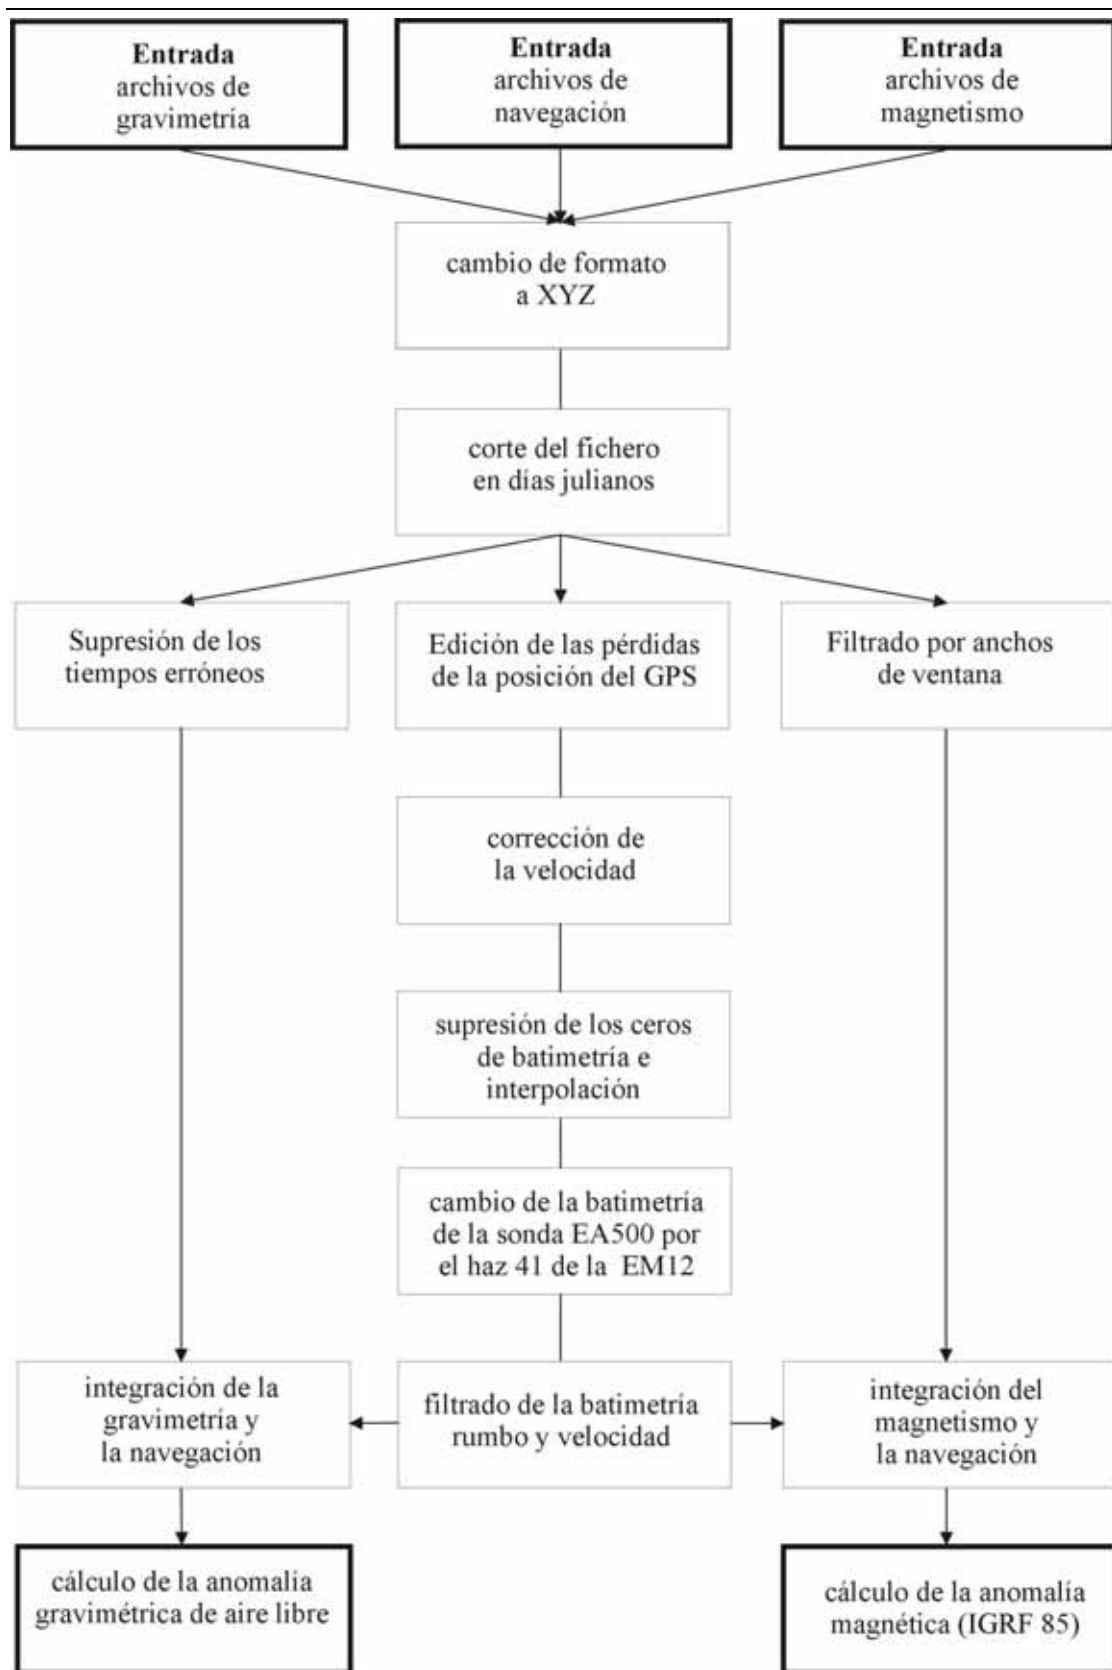 Entrada
archivos de
gravimetría
Entrada
archivos de
navegación
Entrada
archivos de
magnetismo
cambio de formato
a XYZ
corte del fichero
en días julianos
Supresión de los
tiempos erróneos
Edición de las pérdidas
de la posición del GPS
Filtrado por anchos
de ventana
corrección de
la velocidad
supresión de los ceros
de batimetría e
interpolación
cambio de la batimetría
de la sonda EA500 por
el haz 41 de la EM12
integración de la
gravimetría y
la navegación
filtrado de la batimetría
rumbo y velocidad
integración del
magnetismo y
la navegación
cálculo de la anomalía
gravimétrica de aire libre
cálculo de la anomalía
magnética (IGRF 85)